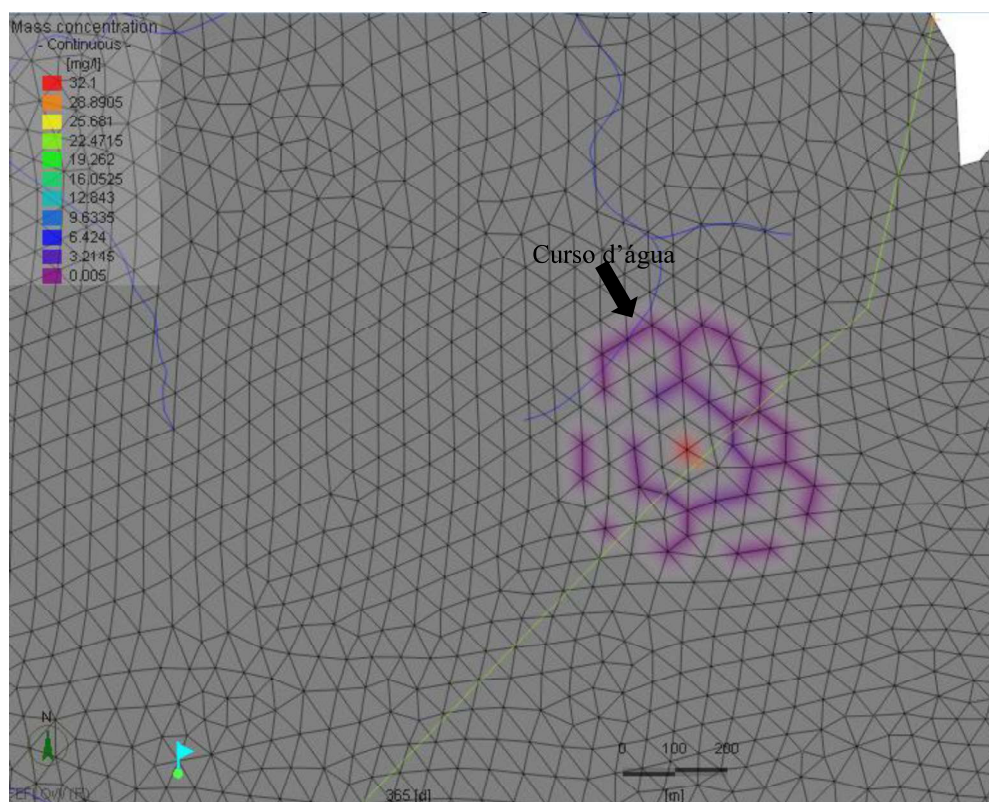 Mass concentration
- Continuous -
[mg/l]
32.1
28.8905
25.681
22.4715
19.262
16.0525
12.843
9.6335
6.424
3.2145
0.005
Curso d'água
N
0 100 200
365 [d]
[m]